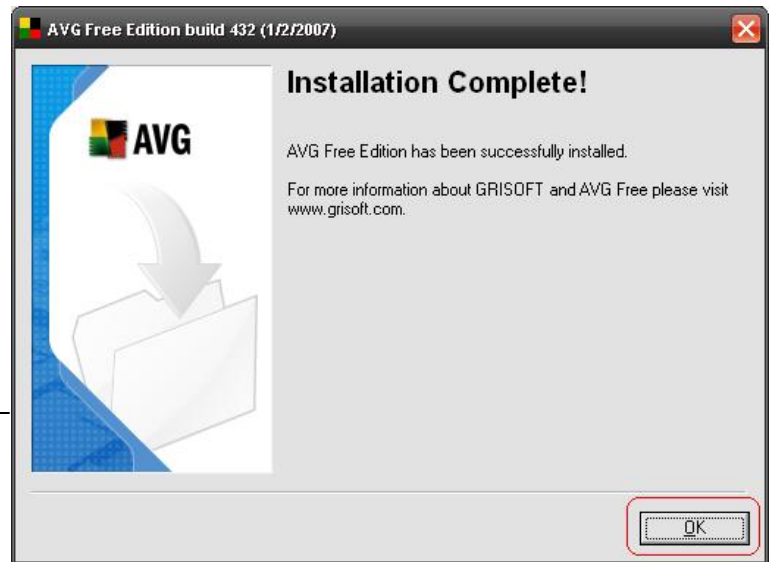 AVG Free Edition build 432 (1/2/2007)
Installation Complete!
AVG
AVG Free Edition has been successfully installed.
For more information about GRISOFT and AVG Free please visit
www.grisoft.com.
OK